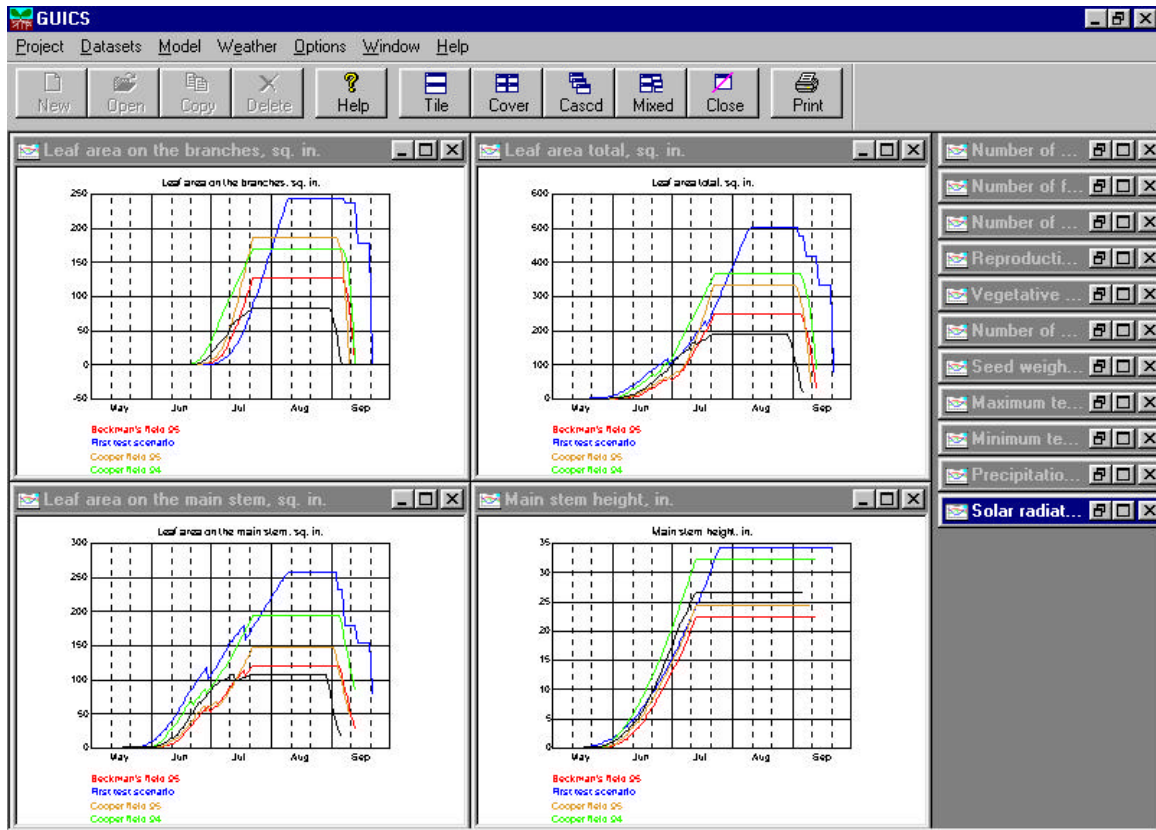 GUICS
Project Datasets Model Weather Options Window Help
New Open Copy Delete Help Tile Cover Cascd Mixed Close Print
Leaf area on the branches, sq. in.
Leaf area on the branches, sq. in.
250
200
150
100
50
0
-50
May Jun Jul Aug Sep
Beckman's field 95
First test scenario
Cooper field 95
Cooper field 94
Leaf area total, sq. in.
Leaf area total, sq. in.
600
500
400
300
200
100
0
May Jun Jul Aug Sep
Beckman's field 95
First test scenario
Cooper field 95
Cooper field 94
Leaf area on the main stem, sq. in.
Leaf area on the main stem, sq. in.
300
250
200
150
100
50
0
May Jun Jul Aug Sep
Beckman's field 95
First test scenario
Cooper field 95
Cooper field 94
Main stem height, in.
Main stem height, in.
35
30
25
20
15
10
5
0
May Jun Jul Aug Sep
Beckman's field 95
First test scenario
Cooper field 95
Cooper field 94
Number of ...
Number of f...
Number of ...
Reproducti...
Vegetative ...
Number of ...
Seed weigh...
Maximum te...
Minimum te...
Precipitatio...
Solar radiat...